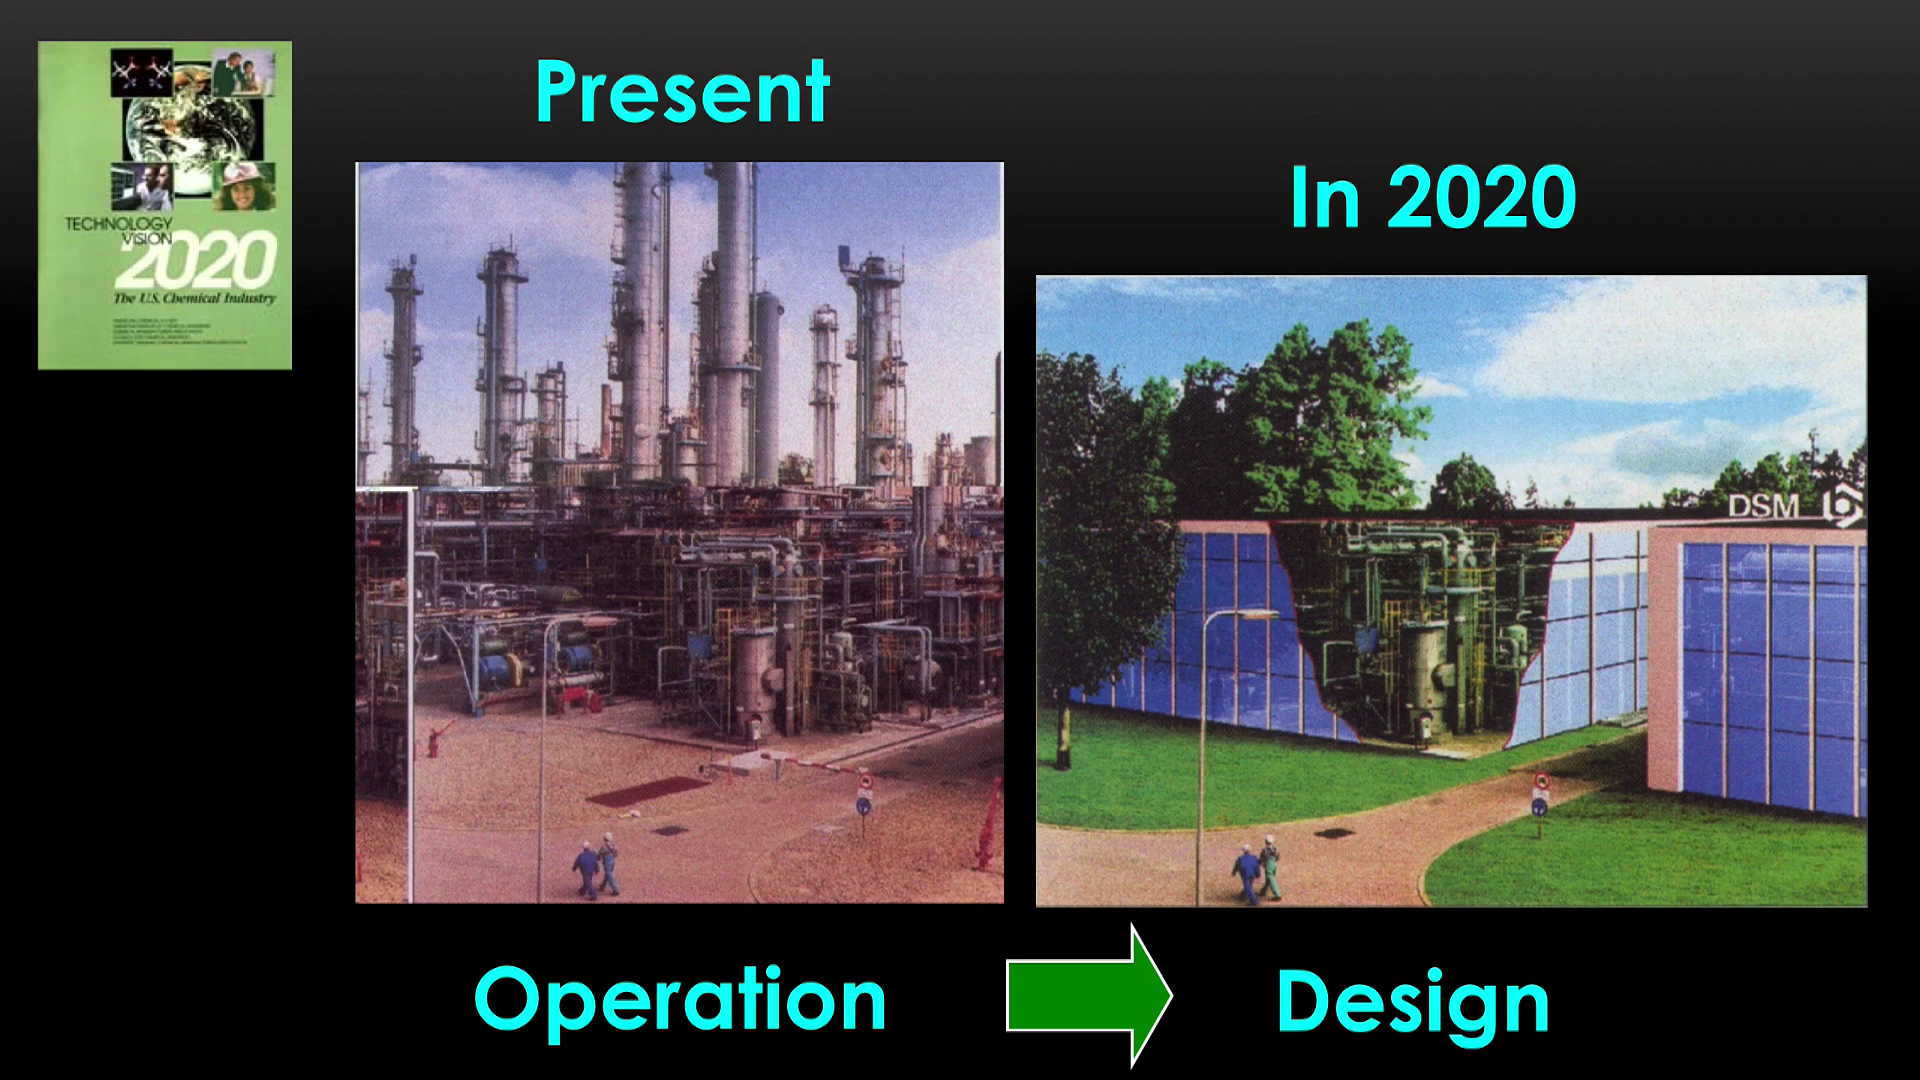 Present
In 2020
TECHNOLOGY
VISION
2020
The U.S. Chemical Industry
DSM
Operation
Design